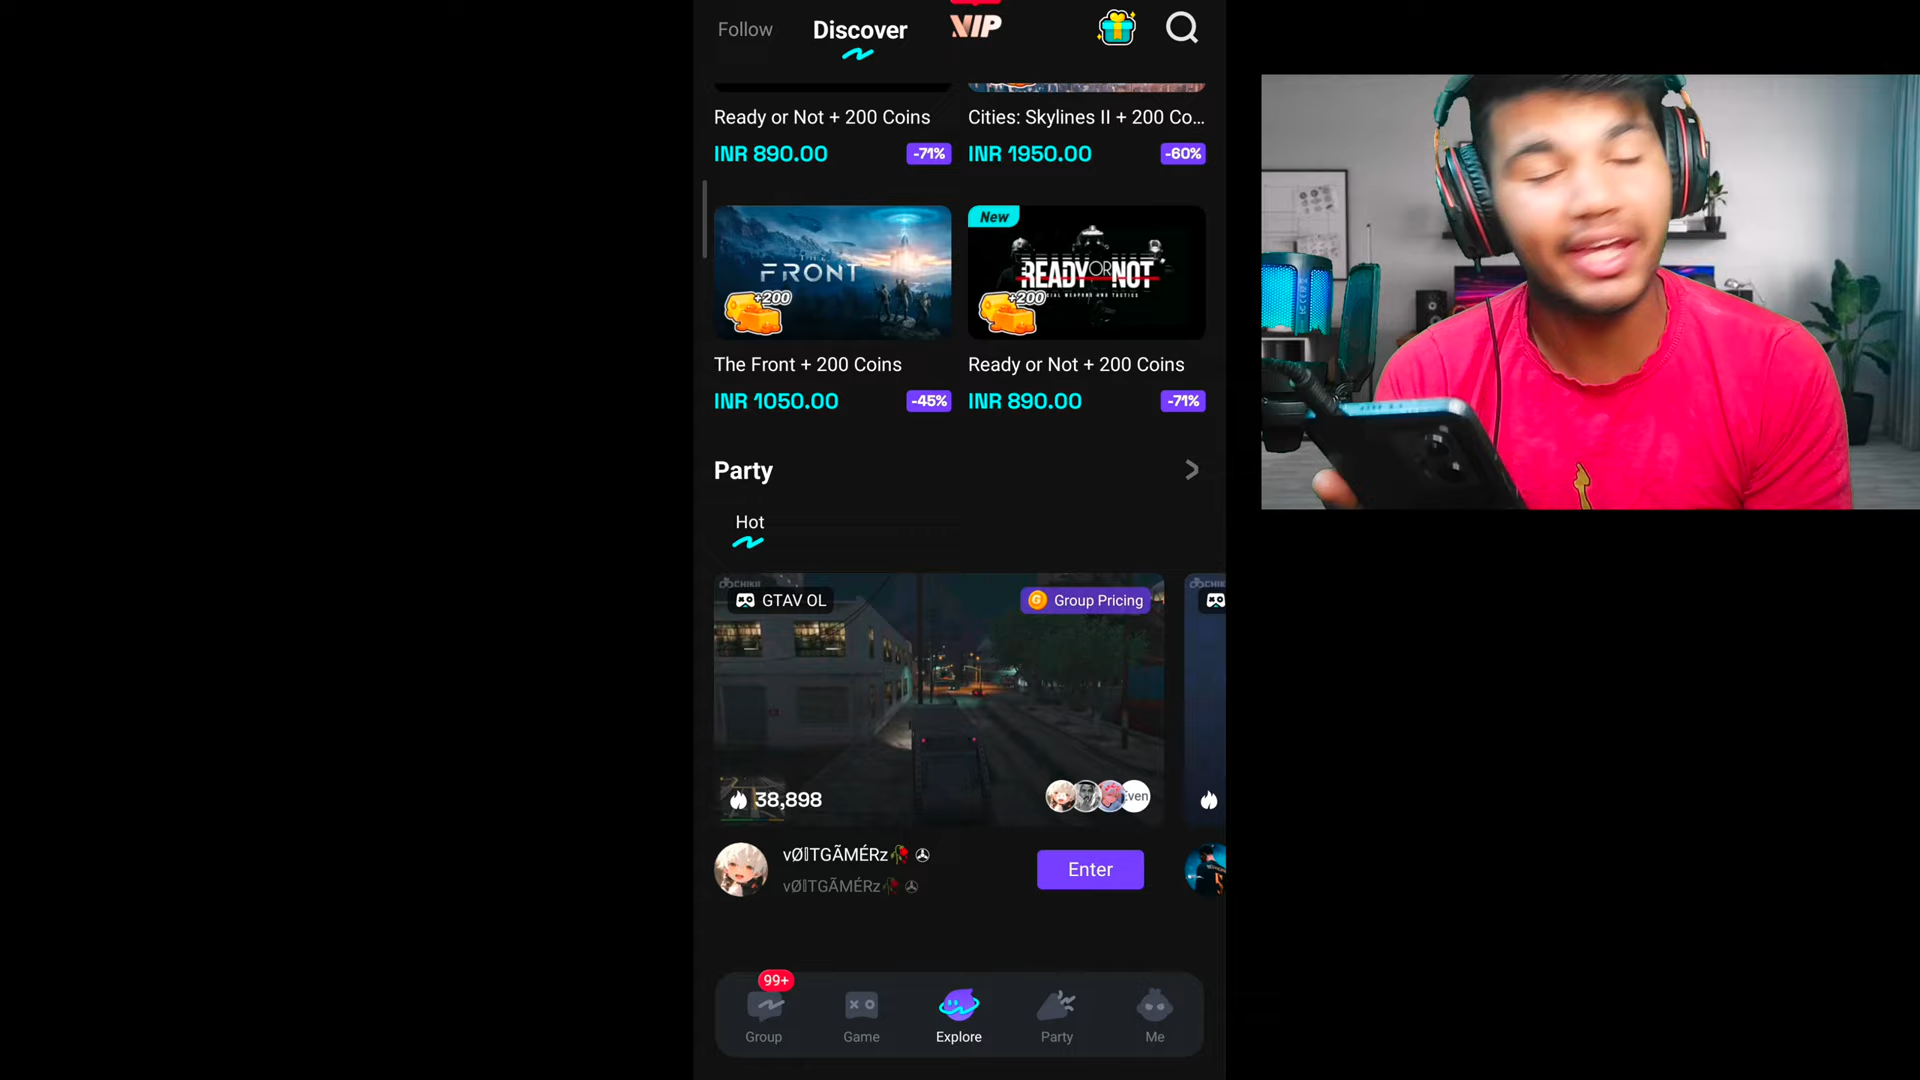 Follow
Discover
VIP
Ready or Not + 200 Coins
Cities: Skylines II + 200 Co...
INR 890.00
-71%
INR 1950.00
-60%
THE FRONT
+200
New
READY OR NOT
+200
The Front + 200 Coins
Ready or Not + 200 Coins
INR 1050.00
-45%
INR 890.00
-71%
Party
Hot
CHIKII
GTAV OL
Group Pricing
38,898
Enter
99+
Group
Game
Explore
Party
Me